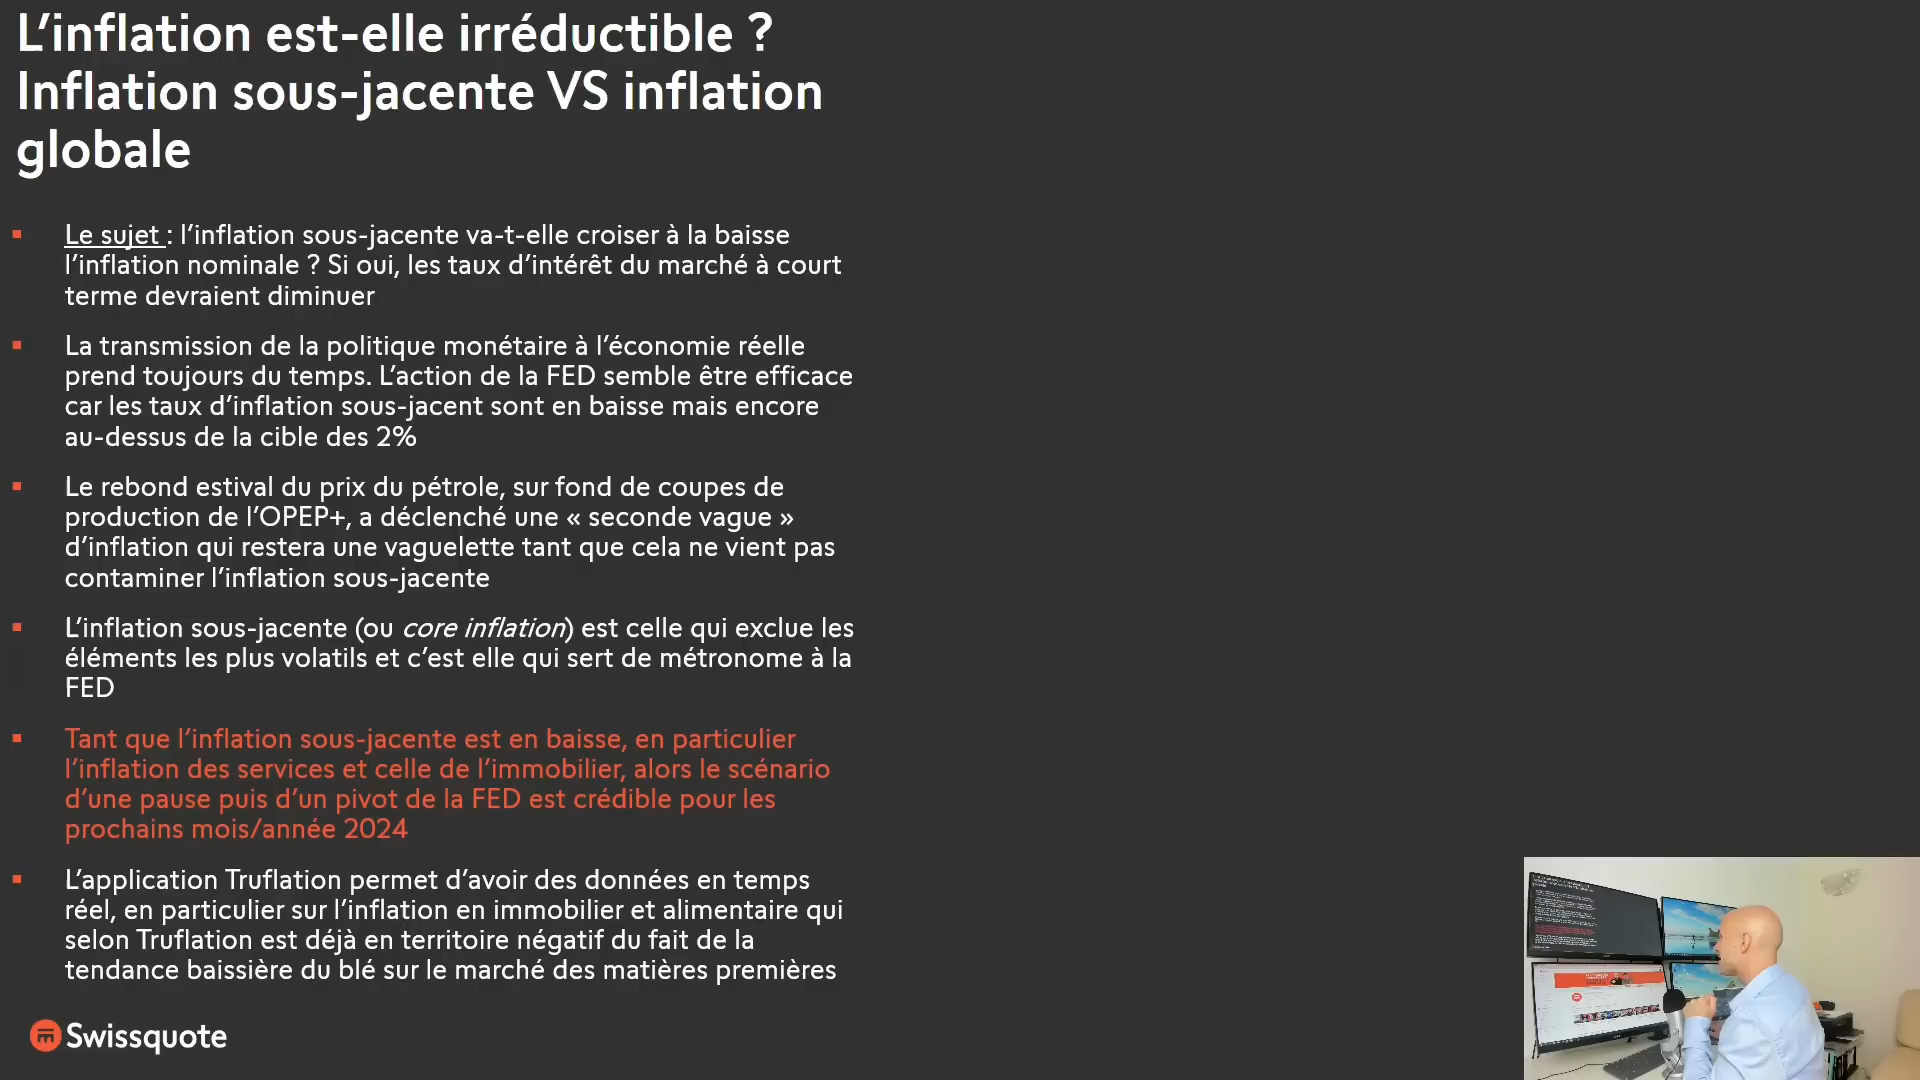 L’inflation est-elle irréductible ?
Inflation sous-jacente VS inflation
globale
Le sujet : l’inflation sous-jacente va-t-elle croiser à la baisse
l’inflation nominale ? Si oui, les taux d’intérêt du marché à court
terme devraient diminuer
La transmission de la politique monétaire à l’économie réelle
prend toujours du temps. L’action de la FED semble être efficace
car les taux d’inflation sous-jacent sont en baisse mais encore
au-dessus de la cible des 2%
Le rebond estival du prix du pétrole, sur fond de coupes de
production de l’OPEP+, a déclenché une « seconde vague »
d’inflation qui restera une vaguelette tant que cela ne vient pas
contaminer l’inflation sous-jacente
L’inflation sous-jacente (ou core inflation) est celle qui exclue les
éléments les plus volatils et c’est elle qui sert de métronome à la
FED
Tant que l’inflation sous-jacente est en baisse, en particulier
l’inflation des services et celle de l’immobilier, alors le scénario
d’une pause puis d’un pivot de la FED est crédible pour les
prochains mois/année 2024
L’application Truflation permet d’avoir des données en temps
réel, en particulier sur l’inflation en immobilier et alimentaire qui
selon Truflation est déjà en territoire négatif du fait de la
tendance baissière du blé sur le marché des matières premières
Swissquote